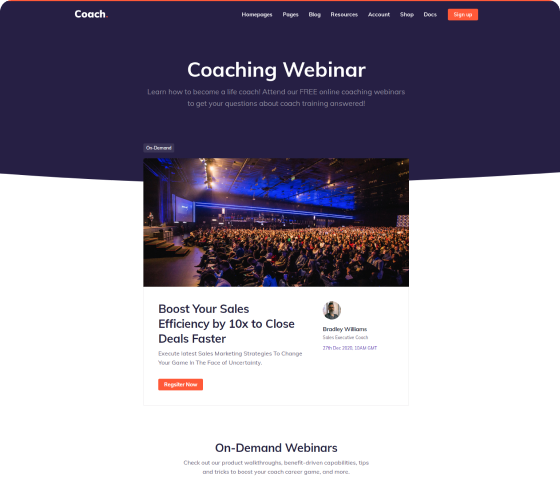 Coach.
Homepages Pages Blog Resources Account Shop Docs Sign up
Coaching Webinar
Learn how to become a life coach! Attend our FREE online coaching webinars
to get your questions about coach training answered!
On-Demand
Boost Your Sales
Efficiency by 10x to Close
Deals Faster
Execute latest Sales Marketing Strategies To Change
Your Game In The Face of Uncertainty.
Register Now
Bradley Williams
Sales Executive Coach
27th Dec 2020, 10AM GMT
On-Demand Webinars
Check out our product walkthroughs, benefit-driven capabilities, tips
and tricks to boost your coach career game, and more.